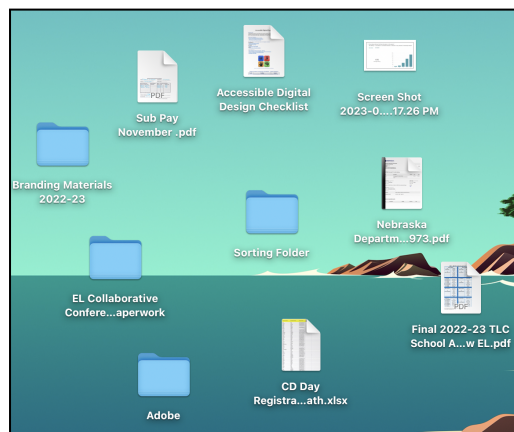 Accessible Digital
Design Checklist
Screen Shot
2023-0....17.26 PM
PDF
Sub Pay
November .pdf
Branding Materials
2022-23
Nebraska
Departm...973.pdf
Sorting Folder
EL Collaborative
Confere...aperwork
PDF
Final 2022-23 TLC
School A...w EL.pdf
CD Day
Registra...ath.xlsx
Adobe